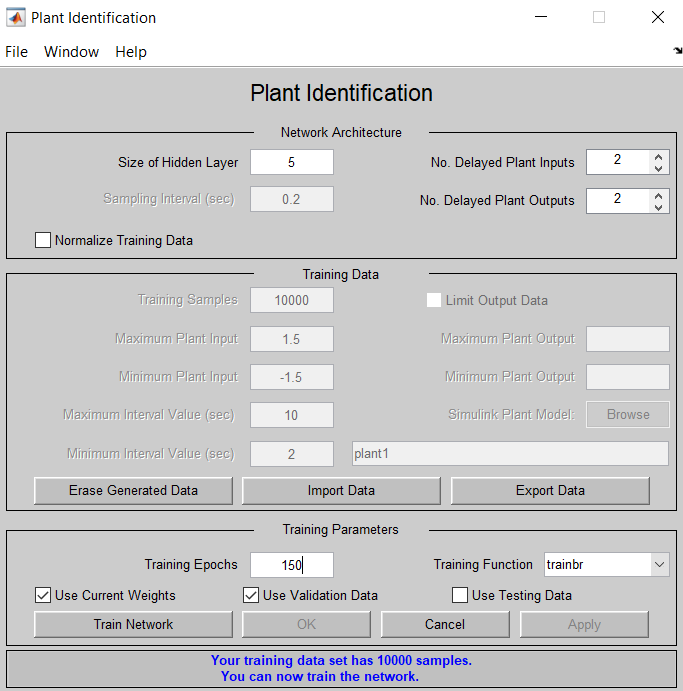 Plant Identification
File Window Help
Plant Identification
Network Architecture
Size of Hidden Layer 5 No. Delayed Plant Inputs 2
Sampling Interval (sec) 0.2 No. Delayed Plant Outputs 2
Normalize Training Data
Training Data
Training Samples 10000 Limit Output Data
Maximum Plant Input 1.5 Maximum Plant Output
Minimum Plant Input -1.5 Minimum Plant Output
Maximum Interval Value (sec) 10 Simulink Plant Model: Browse
Minimum Interval Value (sec) 2 plant1
Erase Generated Data Import Data Export Data
Training Parameters
Training Epochs 150 Training Function trainbr
Use Current Weights Use Validation Data Use Testing Data
Train Network OK Cancel Apply
Your training data set has 10000 samples.
You can now train the network.